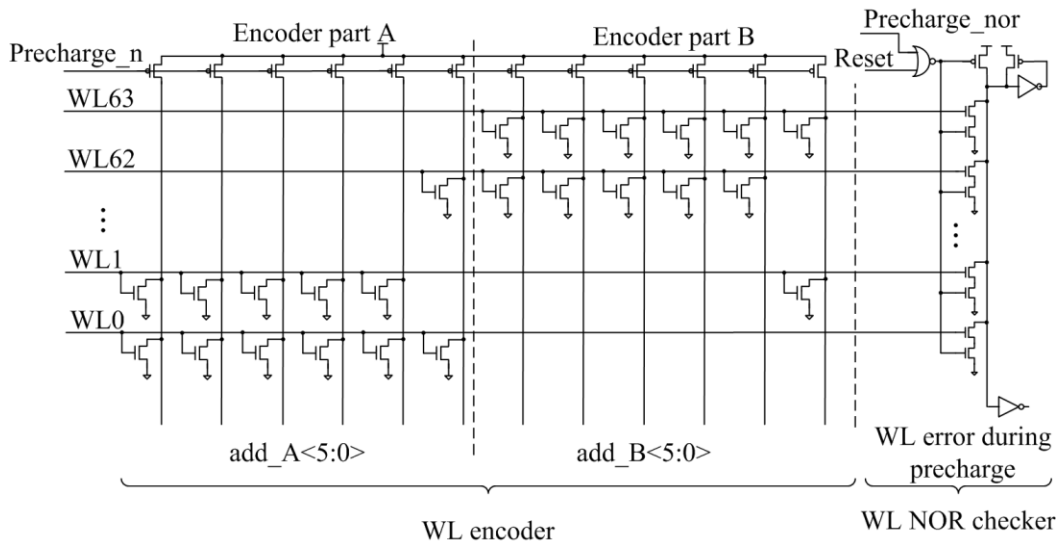 Encoder part A
Encoder part B
Precharge_nor
Precharge_n
Reset
WL63
WL62
...
WL1
WL0
...
add_A<5:0>
add_B<5:0>
WL error during
precharge
WL encoder
WL NOR checker